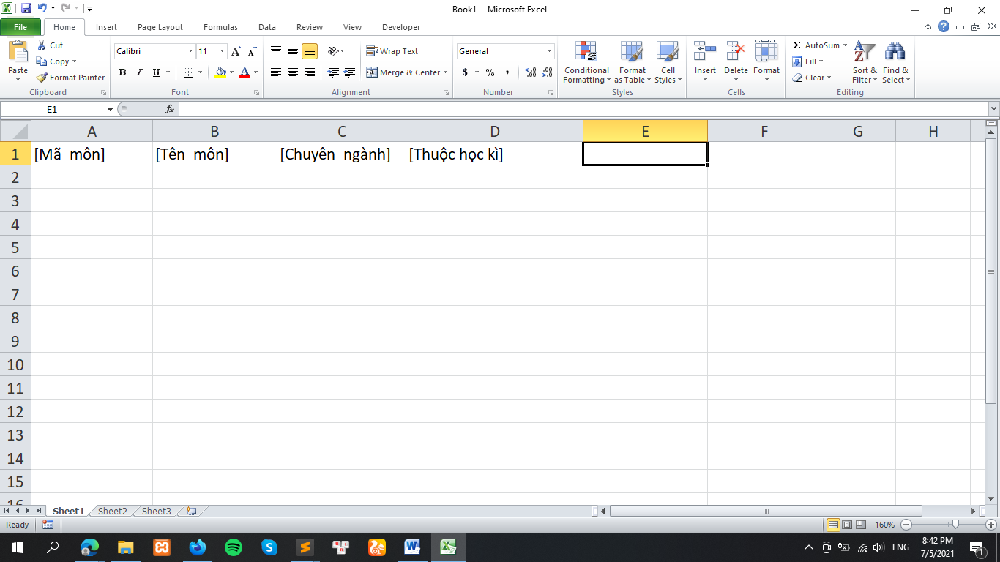 Book1 - Microsoft Excel
File Home Insert Page Layout Formulas Data Review View Developer
Paste
Cut
Copy
Format Painter
Clipboard
Calibri 11
B I U
Font
Wrap Text
Merge & Center
Alignment
General
$ % ,
Number
Conditional Formatting
Format as Table
Cell Styles
Styles
Insert Delete Format
Cells
Σ AutoSum
Fill
Clear
Sort & Filter
Find & Select
Editing
E1 fx
A B C D E F G H
1 [Mã_môn] [Tên_môn] [Chuyên_ngành] [Thuộc học kì]
2
3
4
5
6
7
8
9
10
11
12
13
14
15
16
Sheet1 Sheet2 Sheet3
Ready 160%
ENG
8:42 PM
7/5/2021
1